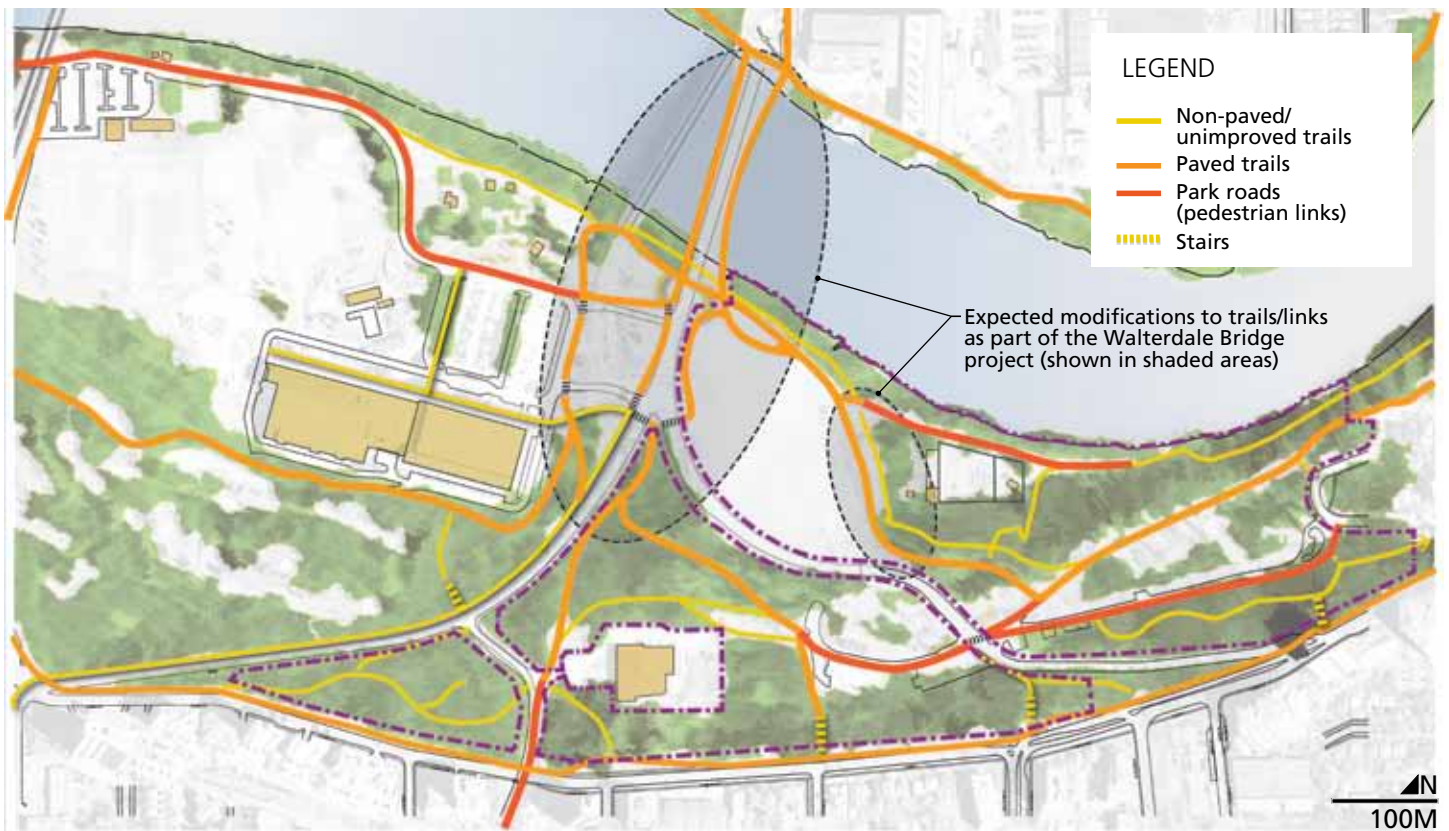 LEGEND
Non-paved/
unimproved trails
Paved trails
Park roads
(pedestrian links)
Stairs
Expected modifications to trails/links
as part of the Walterdale Bridge
project (shown in shaded areas)
N
100M